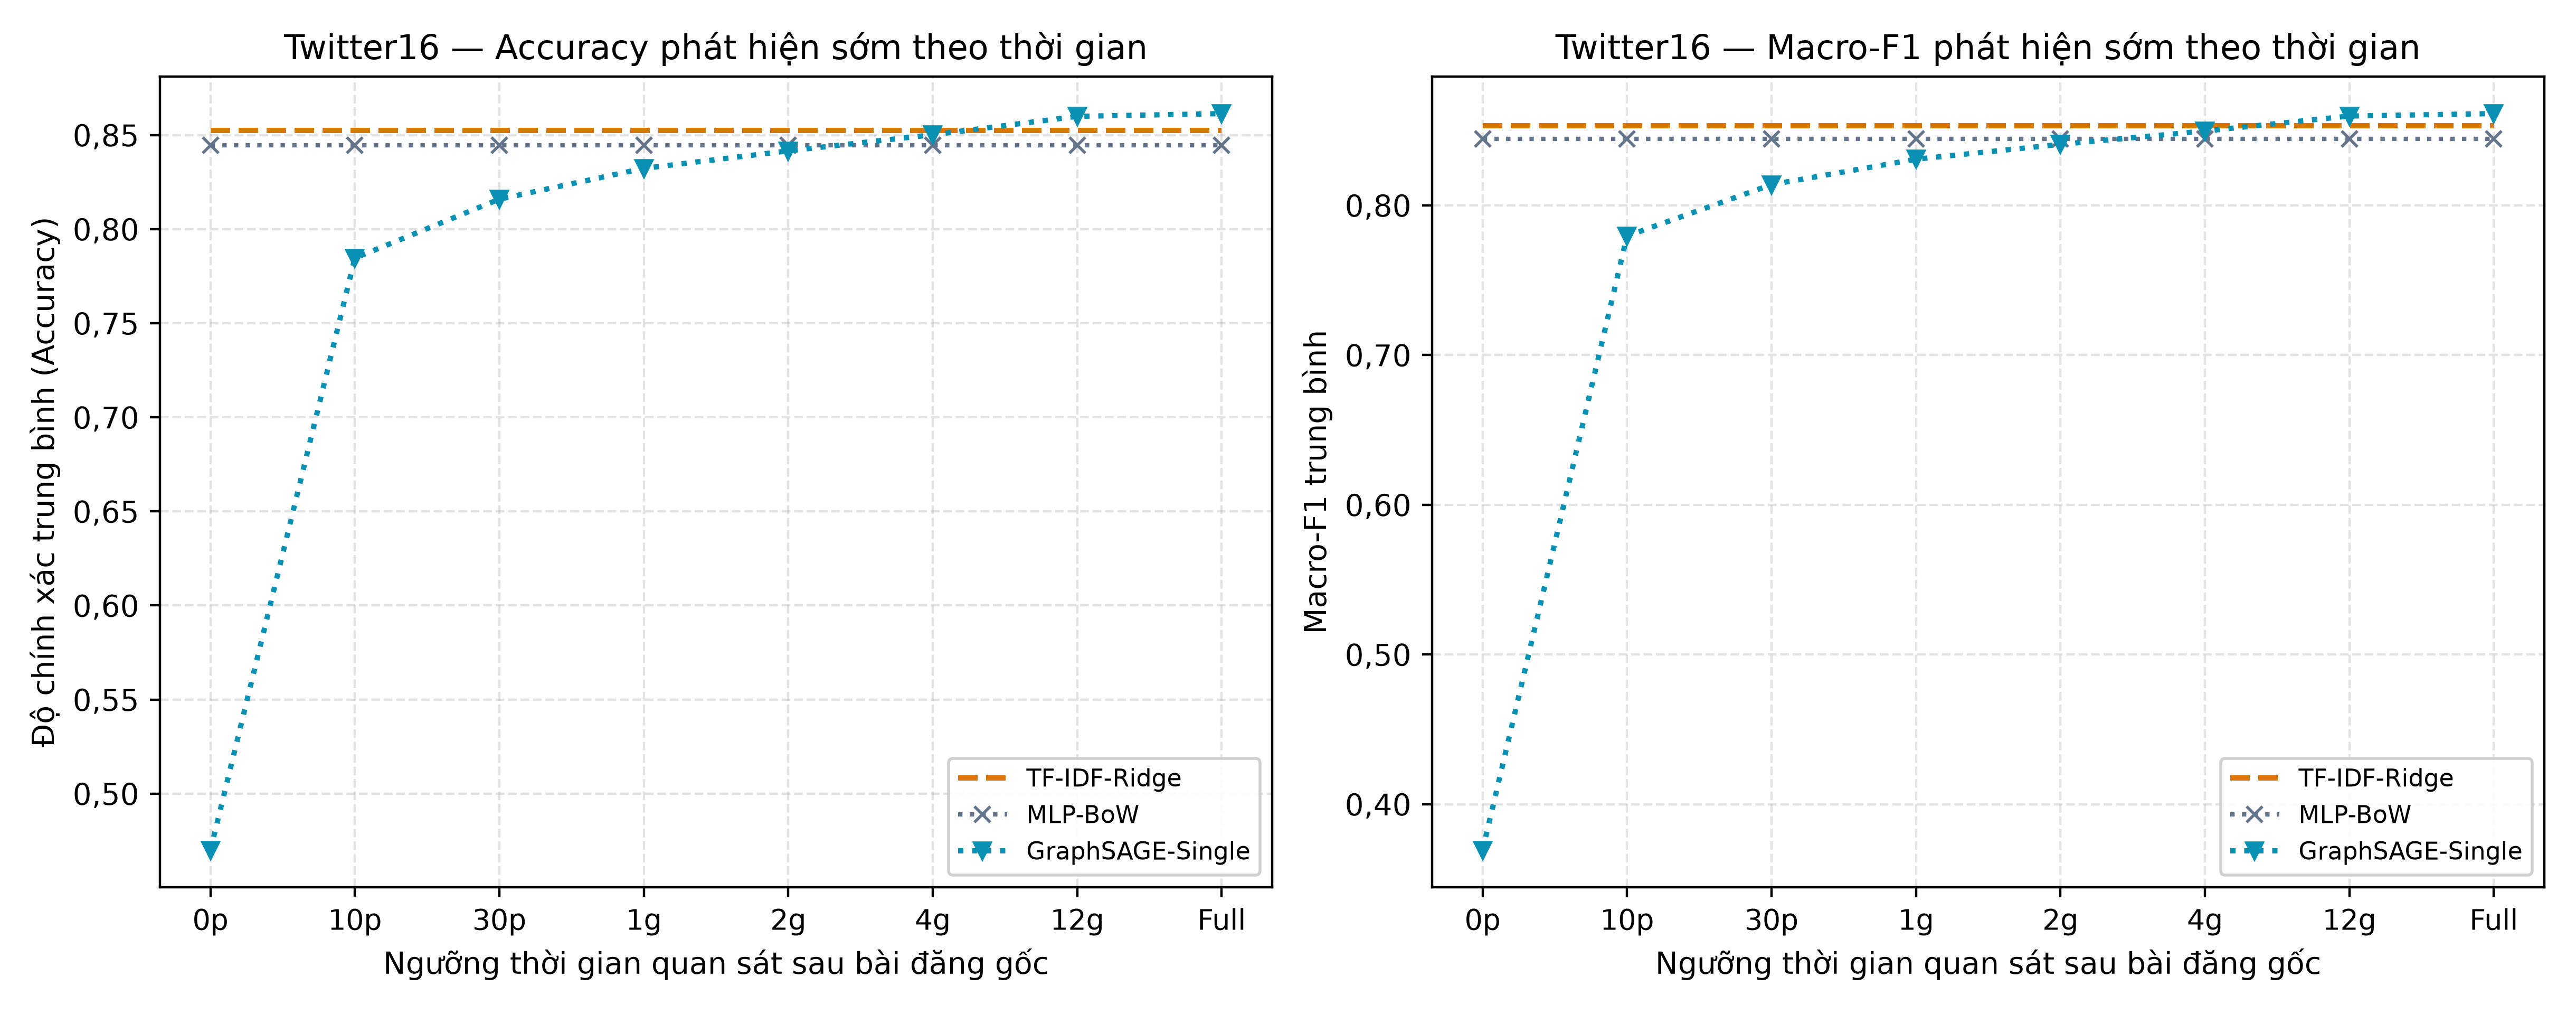 Twitter16 — Accuracy phát hiện sớm theo thời gian
Độ chính xác trung bình (Accuracy)
0,85
0,80
0,75
0,70
0,65
0,60
0,55
0,50
TF-IDF-Ridge
MLP-BoW
GraphSAGE-Single
0p 10p 30p 1g 2g 4g 12g Full
Ngưỡng thời gian quan sát sau bài đăng gốc
Twitter16 — Macro-F1 phát hiện sớm theo thời gian
Macro-F1 trung bình
0,80
0,70
0,60
0,50
0,40
TF-IDF-Ridge
MLP-BoW
GraphSAGE-Single
0p 10p 30p 1g 2g 4g 12g Full
Ngưỡng thời gian quan sát sau bài đăng gốc